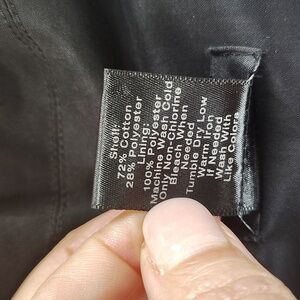 Shell:
72% Cotton
28% Polyester
Lining:
100% Polyester
Machine Wash Cold
Only Non-Chlorine
Bleach When
Needed
Tumble Dry Low
Warm Iron
If Needed
Wash With
Like Colors